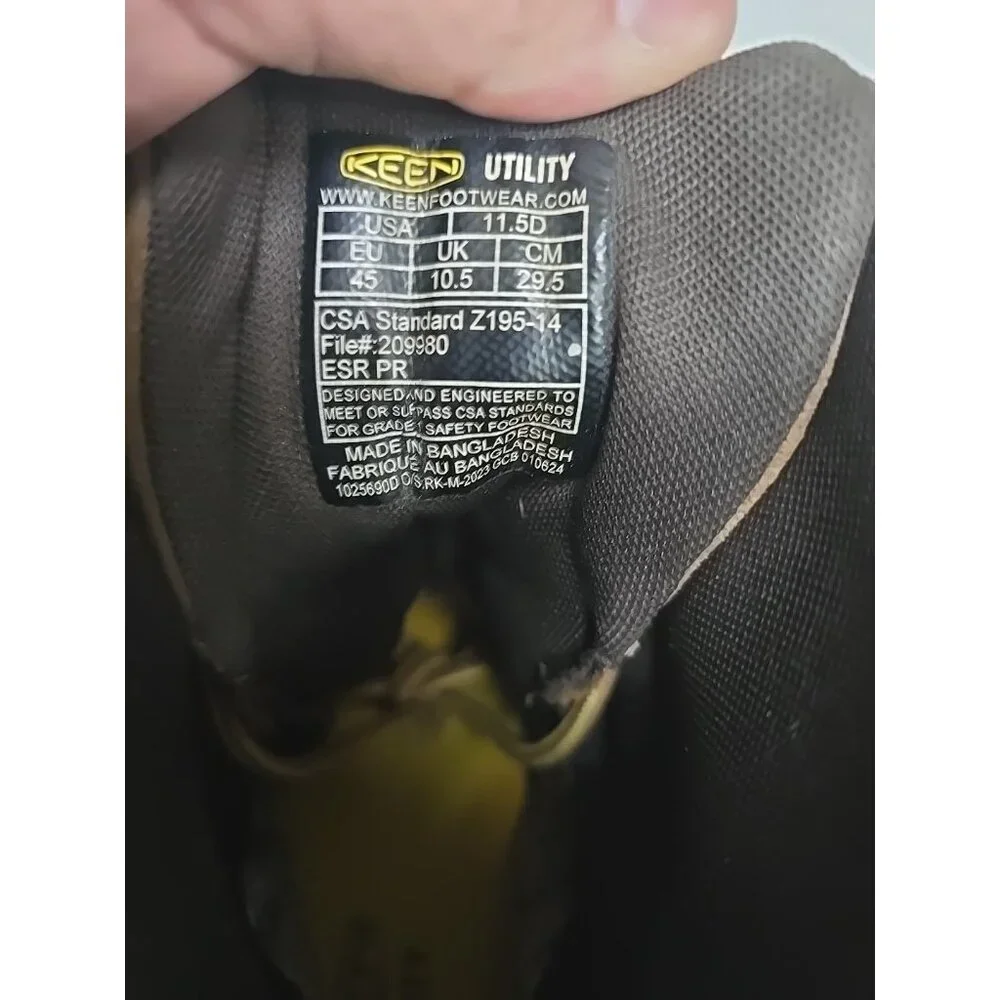 KEEN UTILITY
WWW.KEENFOOTWEAR.COM
USA 11.5D
EU UK CM
45 10.5 29.5
CSA Standard Z195-14
File#:209980
ESR PR
DESIGNED AND ENGINEERED TO
MEET OR SURPASS CSA STANDARDS
FOR GRADE 1 SAFETY FOOTWEAR
MADE IN BANGLADESH
FABRIQUÉ AU BANGLADESH
1025690D RK-M-2023 GCB 010624